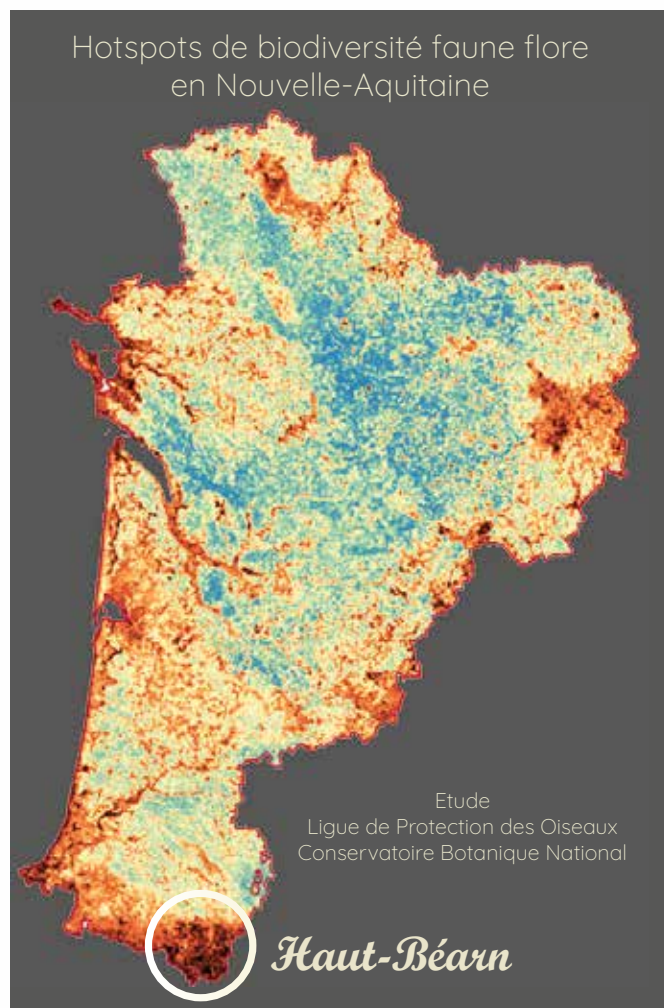 Hotspots de biodiversité faune flore
en Nouvelle-Aquitaine
Etude
Ligue de Protection des Oiseaux
Conservatoire Botanique National
Haut-Béarn